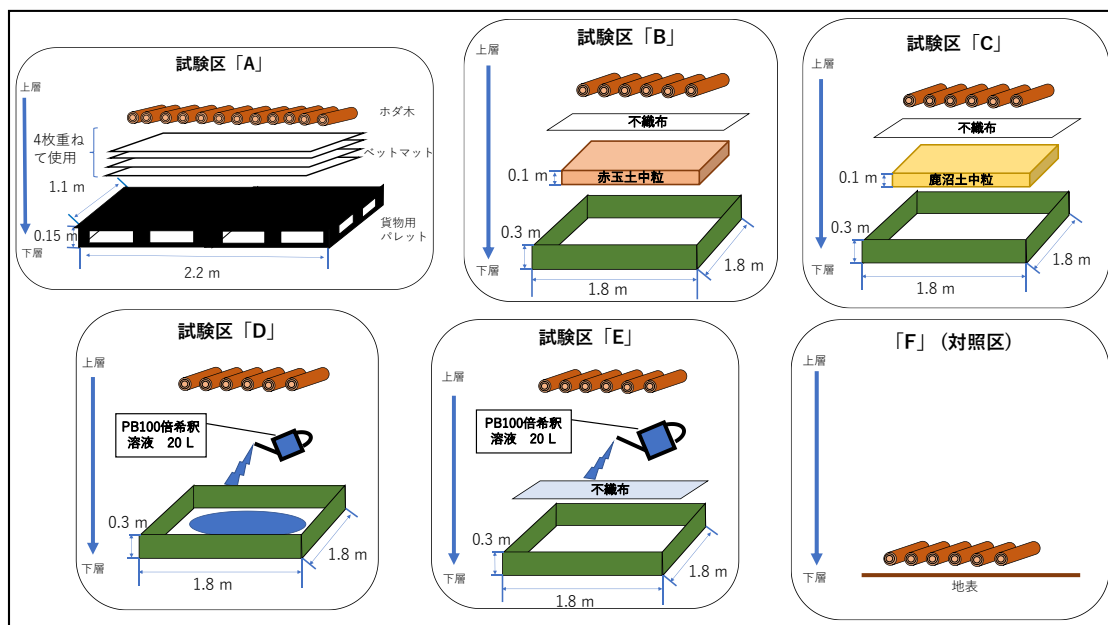 試験区「A」
上層
ホダ木
4枚重ね
て使用
ベットマット
1.1 m
0.15 m
貨物用
パレット
下層
2.2 m
試験区「B」
上層
不織布
0.1 m
赤玉土中粒
0.3 m
下層
1.8 m
1.8 m
試験区「C」
上層
不織布
0.1 m
鹿沼土中粒
0.3 m
下層
1.8 m
1.8 m
試験区「D」
上層
PB100倍希釈
溶液　20 L
0.3 m
下層
1.8 m
1.8 m
試験区「E」
上層
PB100倍希釈
溶液　20 L
不織布
0.3 m
下層
1.8 m
1.8 m
「F」（対照区）
上層
下層
地表